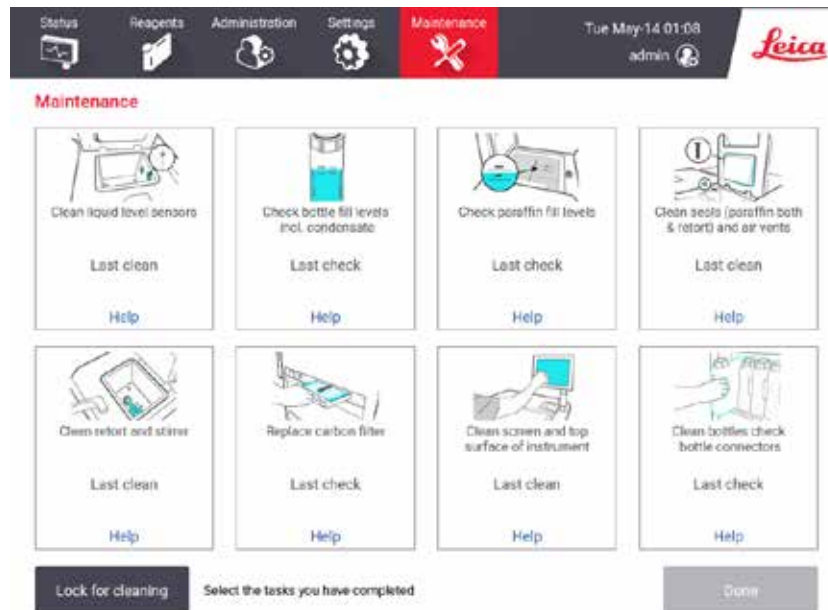 Status Reagents Administration Settings Maintenance
Tue May-14 01:08
admin
Leica
Maintenance
1
Clean liquid level sensors
Check bottle fill levels
incl. condensate
Check paraffin fill levels
Clean seals (paraffin bath
& retort) and air vents
Last clean
Last check
Last check
Last clean
Help
Help
Help
Help
Clean retort and stirrer
Replace carbon filter
Clean screen and top
surface of instrument
Clean bottles check
bottle connectors
Last clean
Last check
Last clean
Last check
Help
Help
Help
Help
Lock for cleaning
Select the tasks you have completed
Done